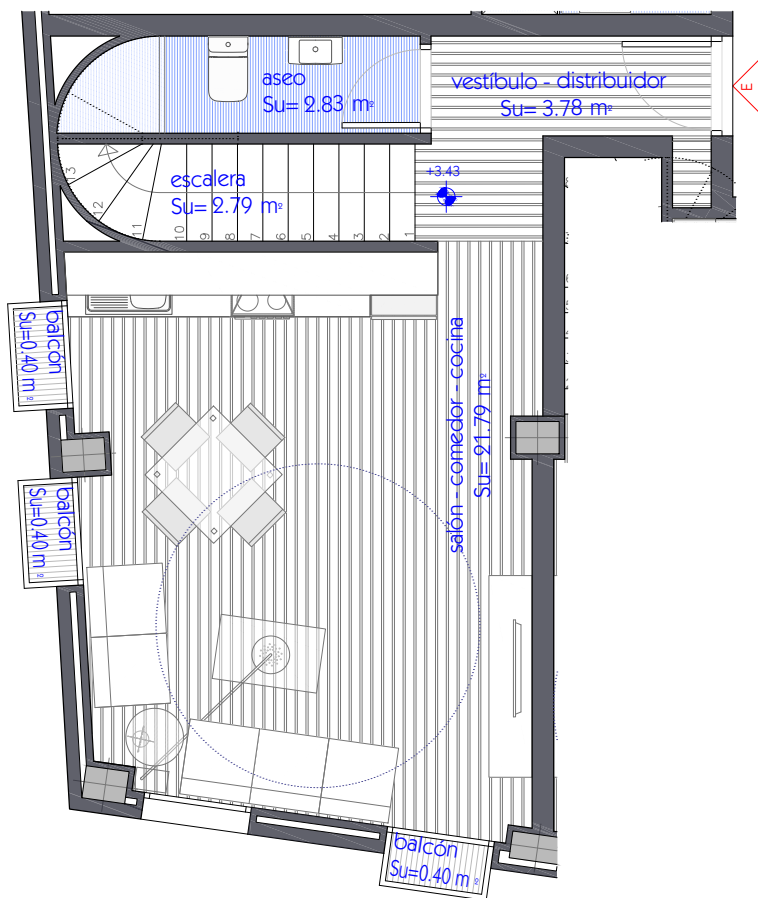 aseo
Su= 2.83 m²
vestíbulo - distribuidor
Su= 3.78 m²
E
+3.43
escalera
Su= 2.79 m²
13
12
11
10
9
8
7
6
5
4
3
2
1
balcón
Su=0.40 m²
salón - comedor - cocina
Su= 21.79 m²
balcón
Su=0.40 m²
balcón
Su=0.40 m²